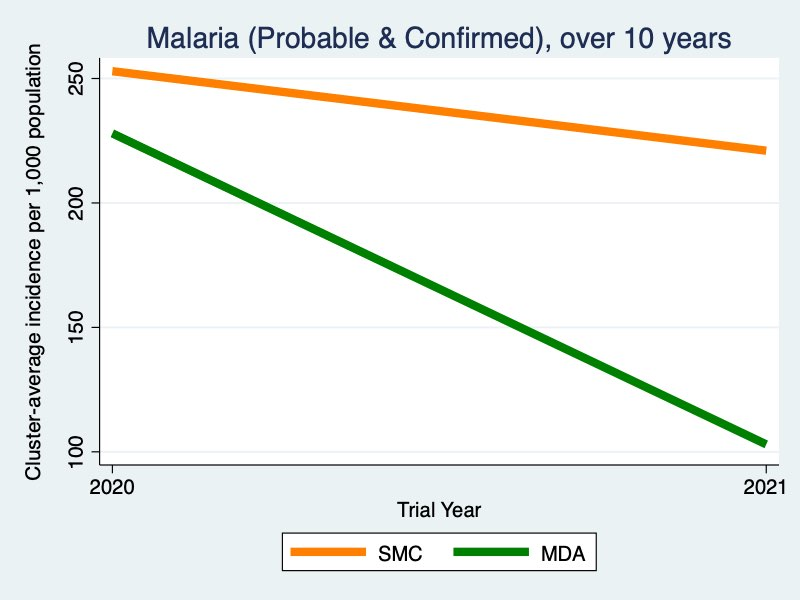 Malaria (Probable & Confirmed), over 10 years
Cluster-average incidence per 1,000 population
250
200
150
100
2020
2021
Trial Year
SMC
MDA